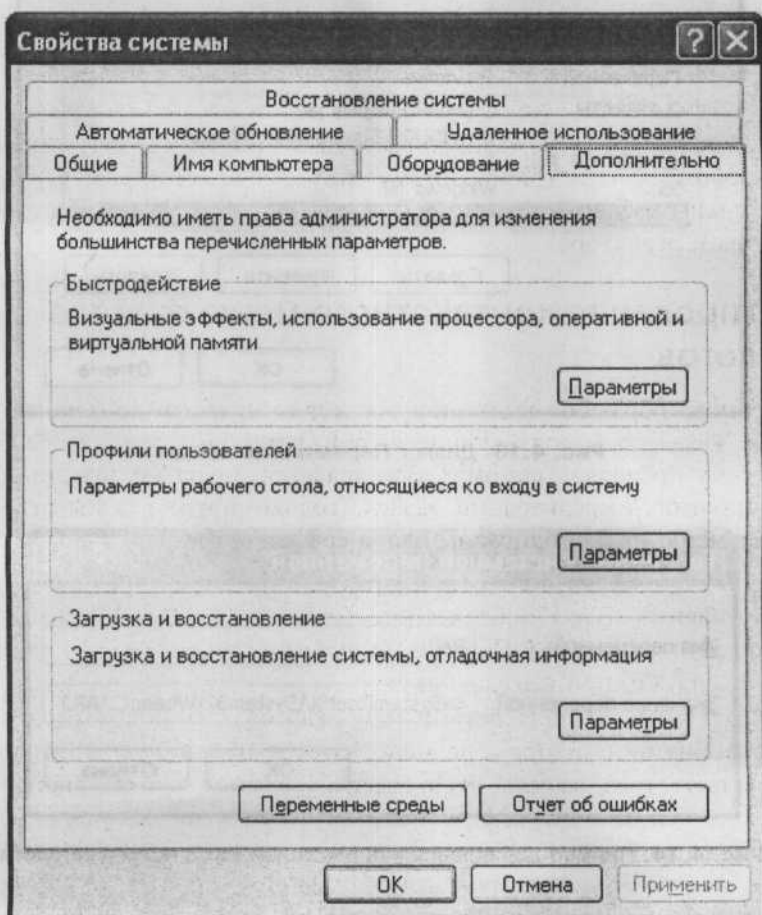 Свойства системы
Восстановление системы
Автоматическое обновление
Удаленное использование
Общие
Имя компьютера
Оборудование
Дополнительно
Необходимо иметь права администратора для изменения
большинства перечисленных параметров.
Быстродействие
Визуальные эффекты, использование процессора, оперативной и
виртуальной памяти
Параметры
Профили пользователей
Параметры рабочего стола, относящиеся ко входу в систему
Параметры
Загрузка и восстановление
Загрузка и восстановление системы, отладочная информация
Параметры
Переменные среды
Отчет об ошибках
OK
Отмена
Применить